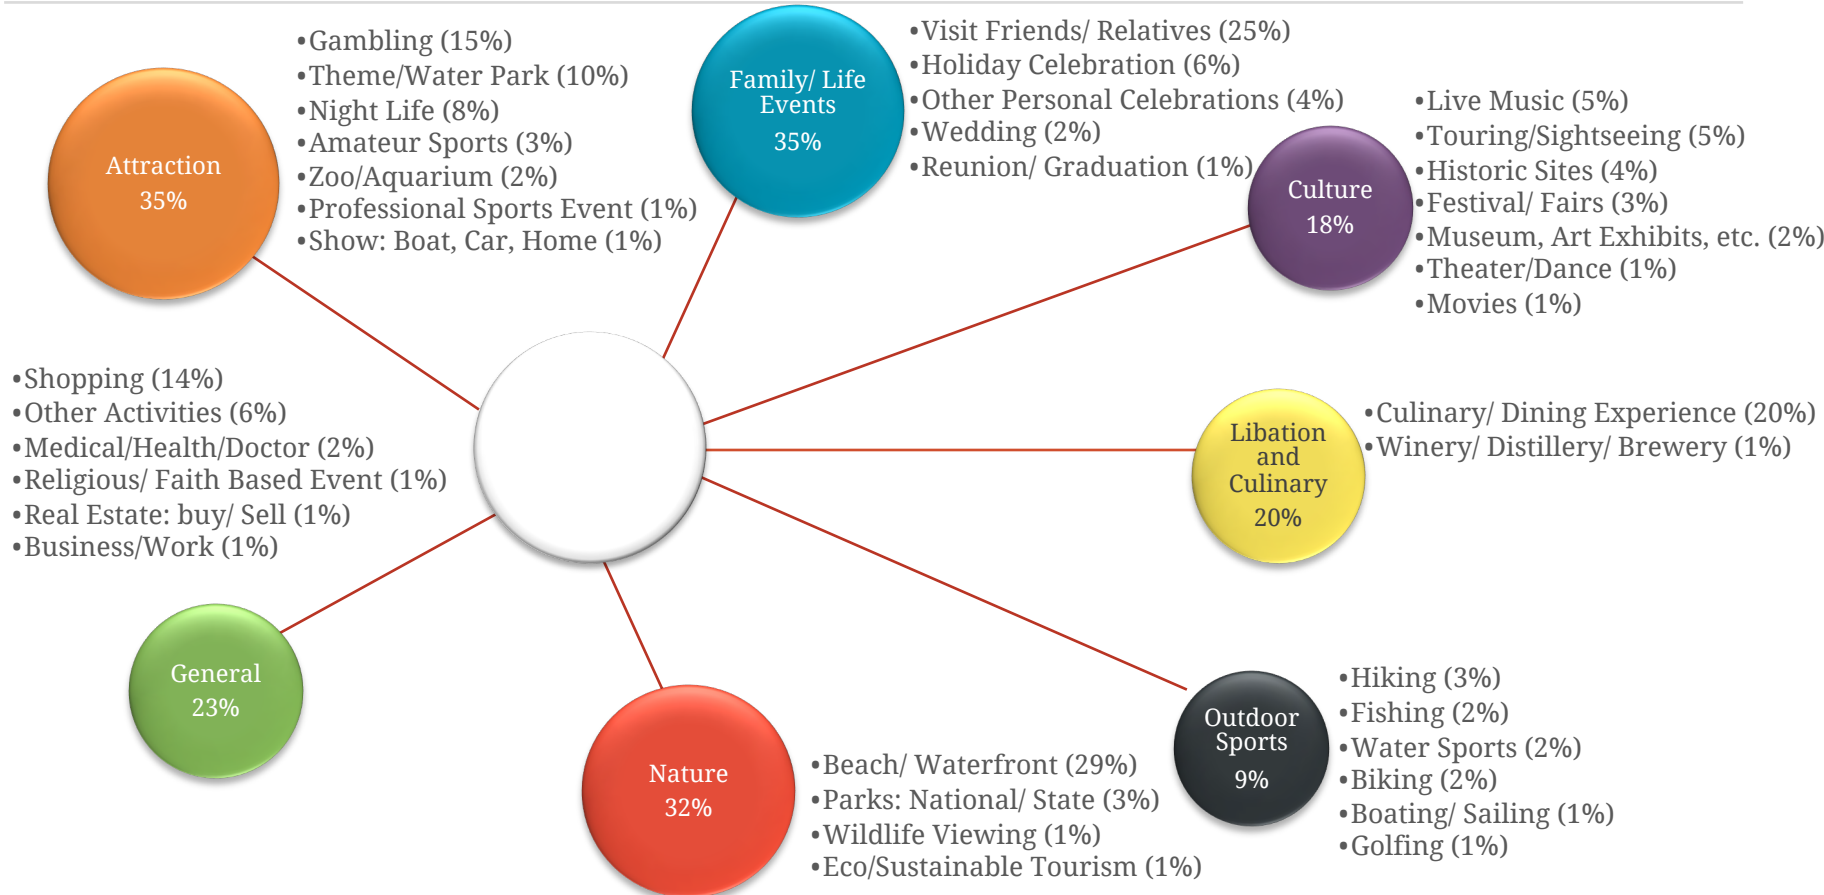 Attraction
35%
•Gambling (15%)
•Theme/Water Park (10%)
•Night Life (8%)
•Amateur Sports (3%)
•Zoo/Aquarium (2%)
•Professional Sports Event (1%)
•Show: Boat, Car, Home (1%)
Family/ Life
Events
35%
•Visit Friends/ Relatives (25%)
•Holiday Celebration (6%)
•Other Personal Celebrations (4%)
•Wedding (2%)
•Reunion/ Graduation (1%)
Culture
18%
•Live Music (5%)
•Touring/Sightseeing (5%)
•Historic Sites (4%)
•Festival/ Fairs (3%)
•Museum, Art Exhibits, etc. (2%)
•Theater/Dance (1%)
•Movies (1%)
Libation
and
Culinary
20%
•Culinary/ Dining Experience (20%)
•Winery/ Distillery/ Brewery (1%)
•Shopping (14%)
•Other Activities (6%)
•Medical/Health/Doctor (2%)
•Religious/ Faith Based Event (1%)
•Real Estate: buy/ Sell (1%)
•Business/Work (1%)
General
23%
Nature
32%
•Beach/ Waterfront (29%)
•Parks: National/ State (3%)
•Wildlife Viewing (1%)
•Eco/Sustainable Tourism (1%)
Outdoor
Sports
9%
•Hiking (3%)
•Fishing (2%)
•Water Sports (2%)
•Biking (2%)
•Boating/ Sailing (1%)
•Golfing (1%)